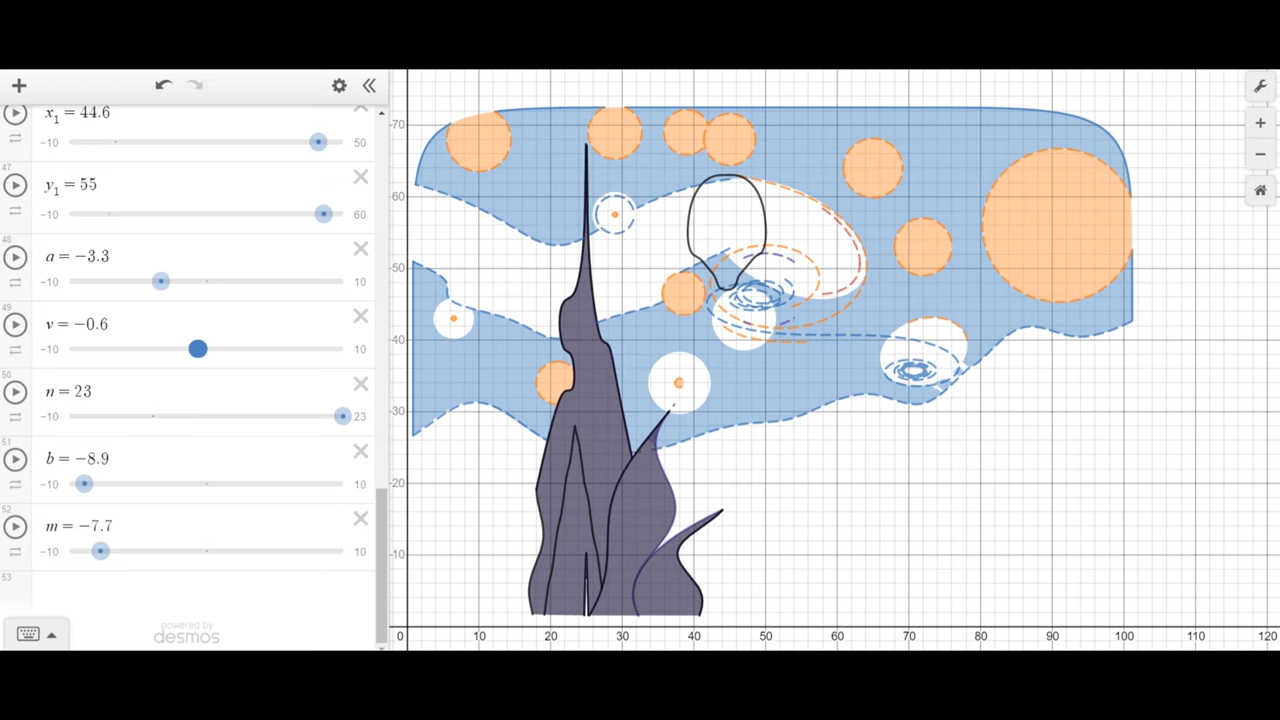 x₁ = 44.6
-10 50
47
y₁ = 55
-10 60
48
a = −3.3
-10 10
49
v = −0.6
-10 10
50
n = 23
-10 23
51
b = −8.9
-10 10
52
m = −7.7
-10 10
53
powered by
desmos
70
60
50
40
30
20
10
0 10 20 30 40 50 60 70 80 90 100 110 120